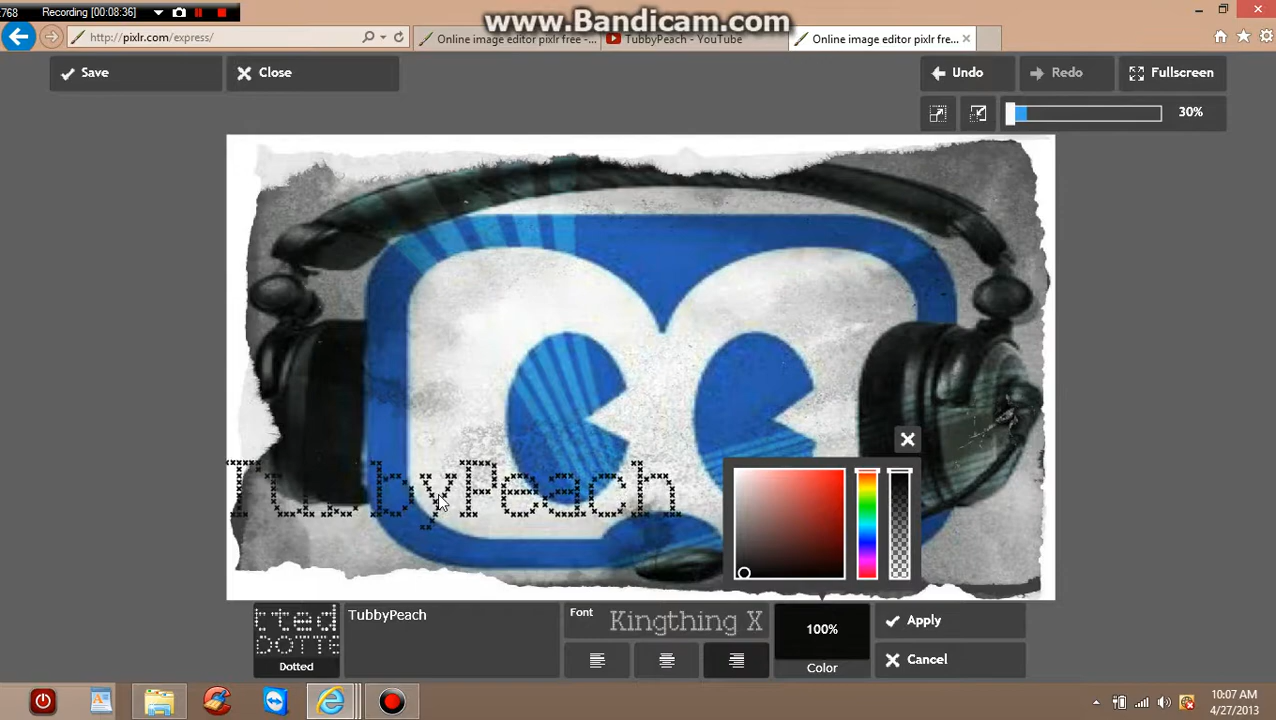 768
Recording [00:08:36]
www.Bandicam.com
http://pixlr.com/express/
Online image editor pixlr free -...
TubbyPeach - YouTube
Online image editor pixlr fre...
Save
Close
Undo
Redo
Fullscreen
30%
TubbyPeach
Dotted
TubbyPeach
Font
Kingthing X
100%
Color
Apply
Cancel
10:07 AM
4/27/2013